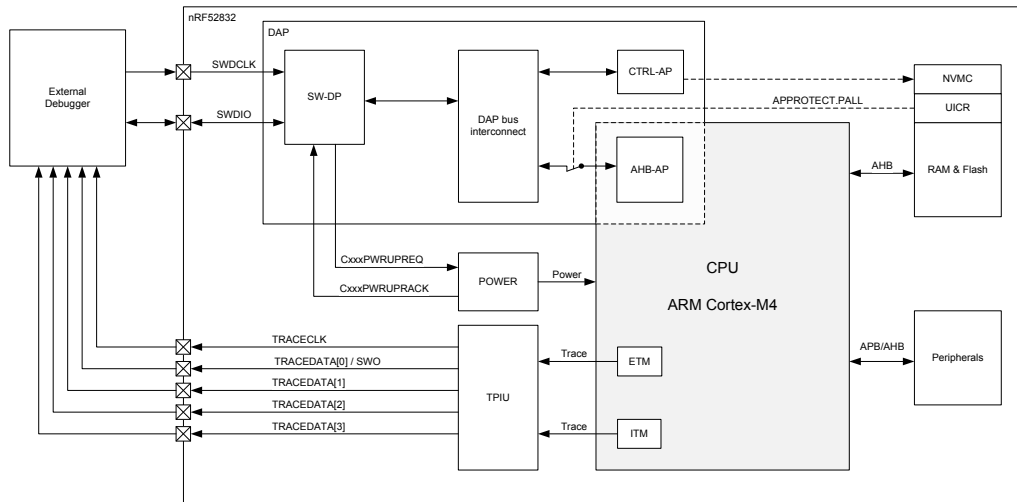 nRF52832
DAP
External
Debugger
SWDCLK
SWDIO
SW-DP
DAP bus
interconnect
CTRL-AP
NVMC
UICR
APPROTECT.PALL
AHB-AP
RAM & Flash
AHB
CxxxPWRUPREQ
CxxxPWRUPRACK
POWER
Power
CPU
ARM Cortex-M4
TRACECLK
TRACEDATA[0] / SWO
TRACEDATA[1]
TRACEDATA[2]
TRACEDATA[3]
TPIU
Trace
ETM
Trace
ITM
APB/AHB
Peripherals